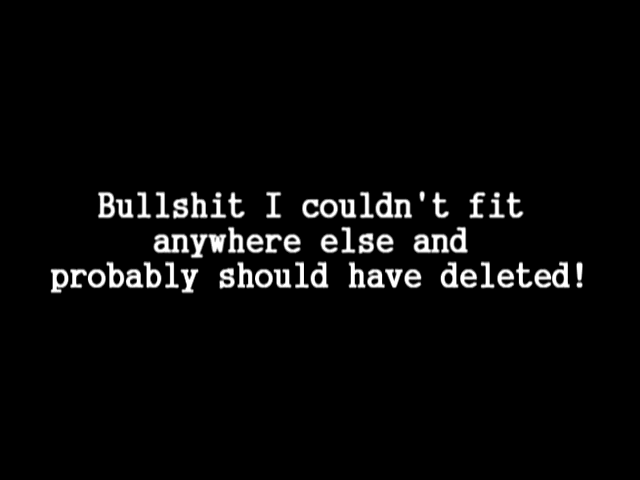 Bullshit I couldn't fit
anywhere else and
probably should have deleted!